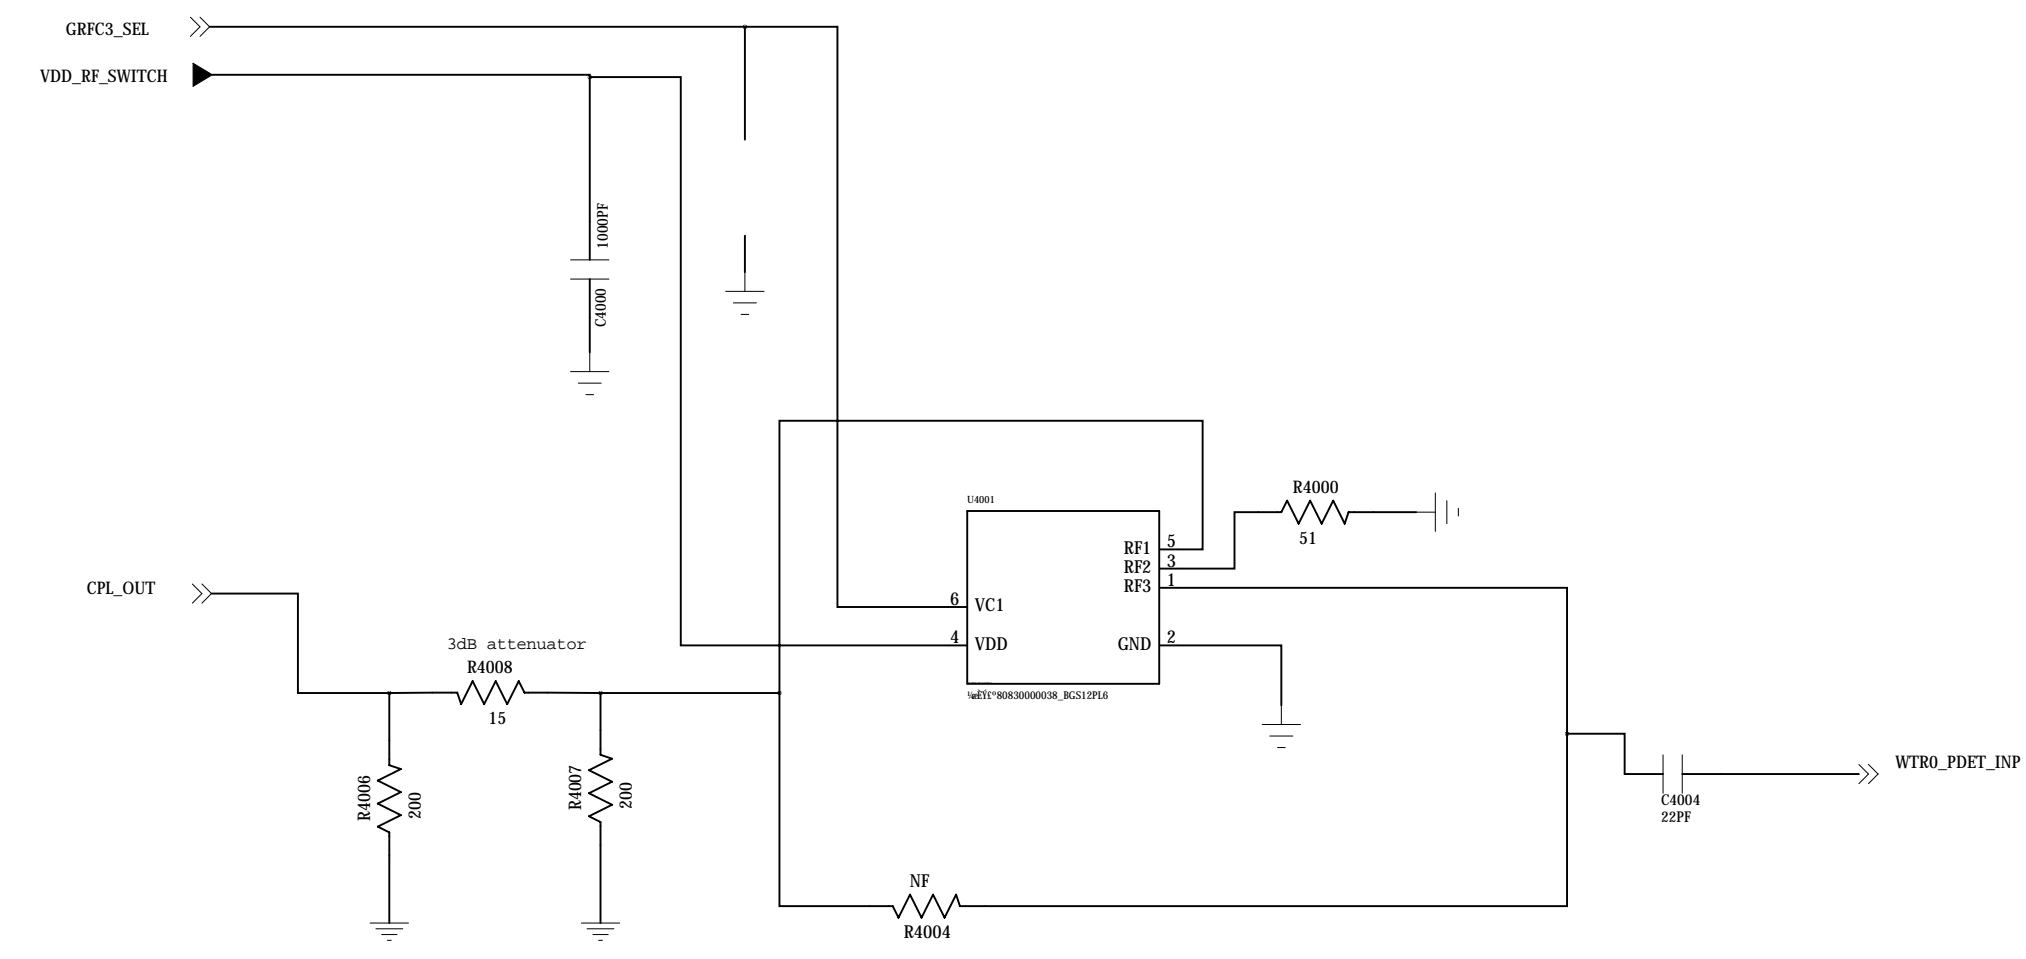 GRFC3_SEL
VDD_RF_SWITCH
1000PF
C4000
U4001
R4000
51
RF1 5
RF2 3
RF3 1
6 VC1
4 VDD
GND 2
80830000038_BGS12PL6
CPL_OUT
3dB attenuator
R4008
15
R4006
200
R4007
200
NF
R4004
WTR0_PDET_INP
C4004
22PF